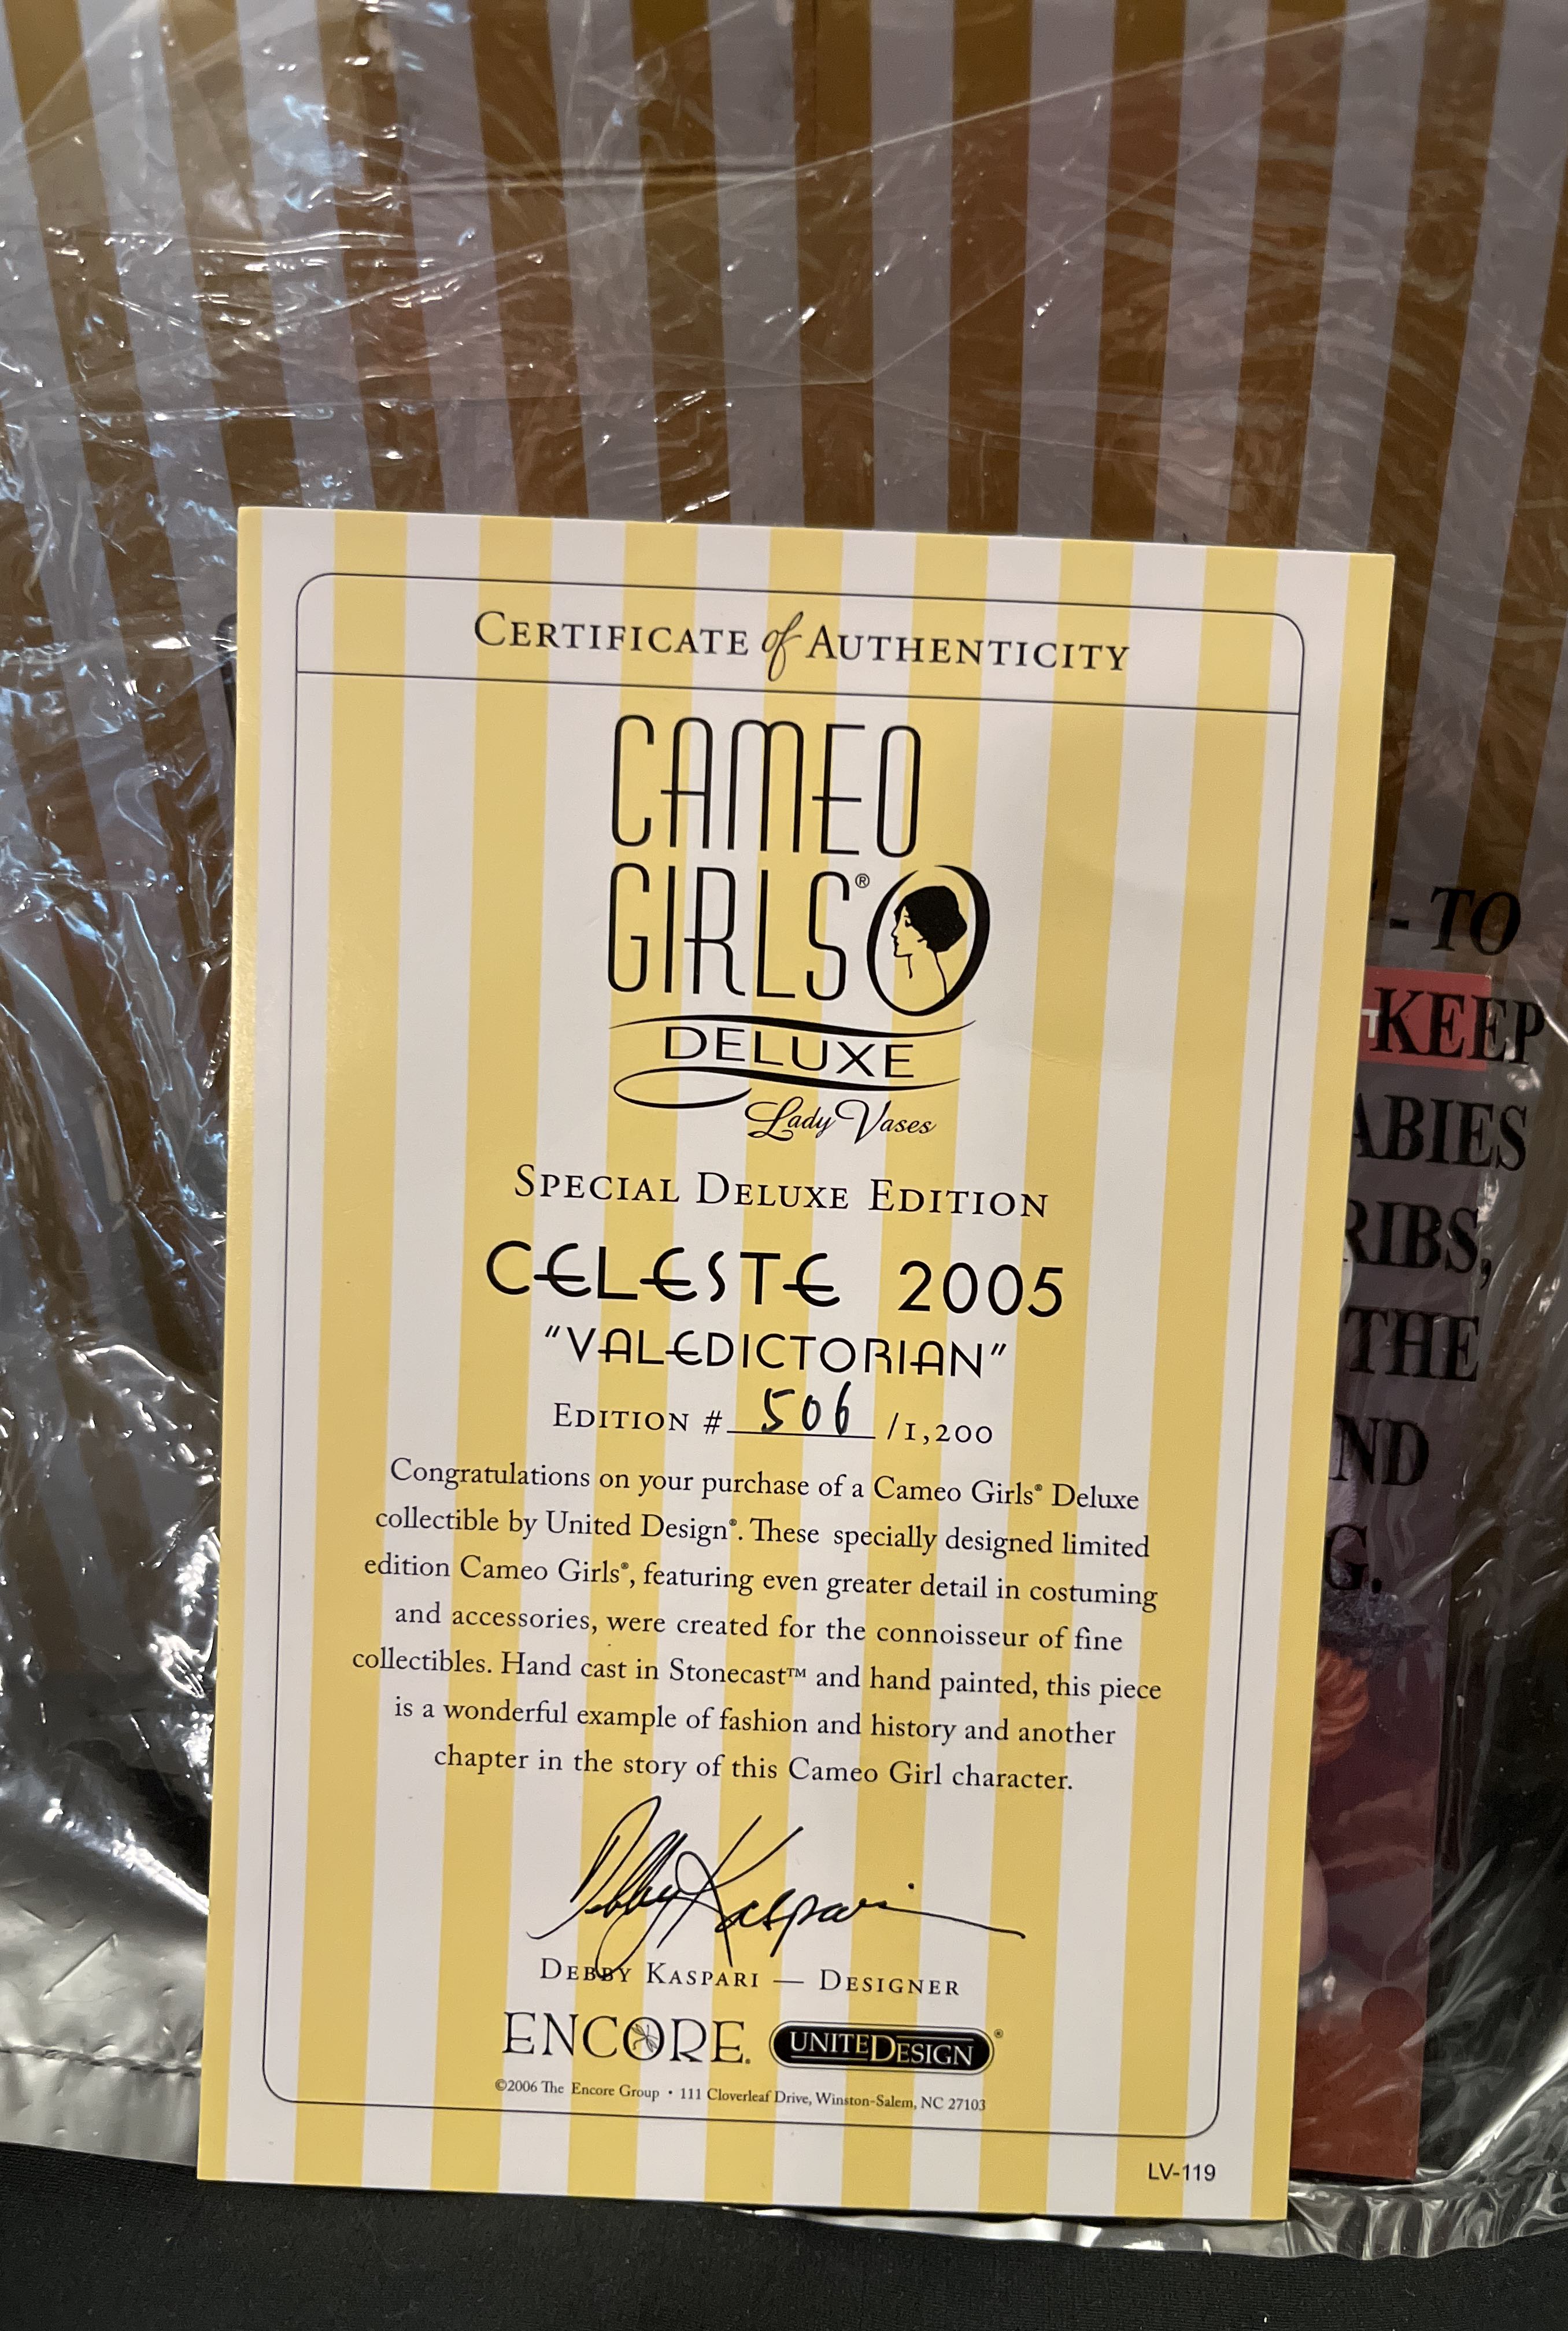 CERTIFICATE of AUTHENTICITY
CAMEO
GIRLS®
DELUXE
Lady Vases
SPECIAL DELUXE EDITION
CELESTE 2005
"VALEDICTORIAN"
EDITION # 506 /1,200
Congratulations on your purchase of a Cameo Girls® Deluxe
collectible by United Design®. These specially designed limited
edition Cameo Girls®, featuring even greater detail in costuming
and accessories, were created for the connoisseur of fine
collectibles. Hand cast in Stonecast™ and hand painted, this piece
is a wonderful example of fashion and history and another
chapter in the story of this Cameo Girl character.
Debby Kaspari
DEBBY KASPARI — DESIGNER
ENCORE. UNITEDESIGN®
©2006 The Encore Group • 111 Cloverleaf Drive, Winston-Salem, NC 27103
LV-119
- TO
KEEP
ABIES
RIBS,
THE
ND
G.